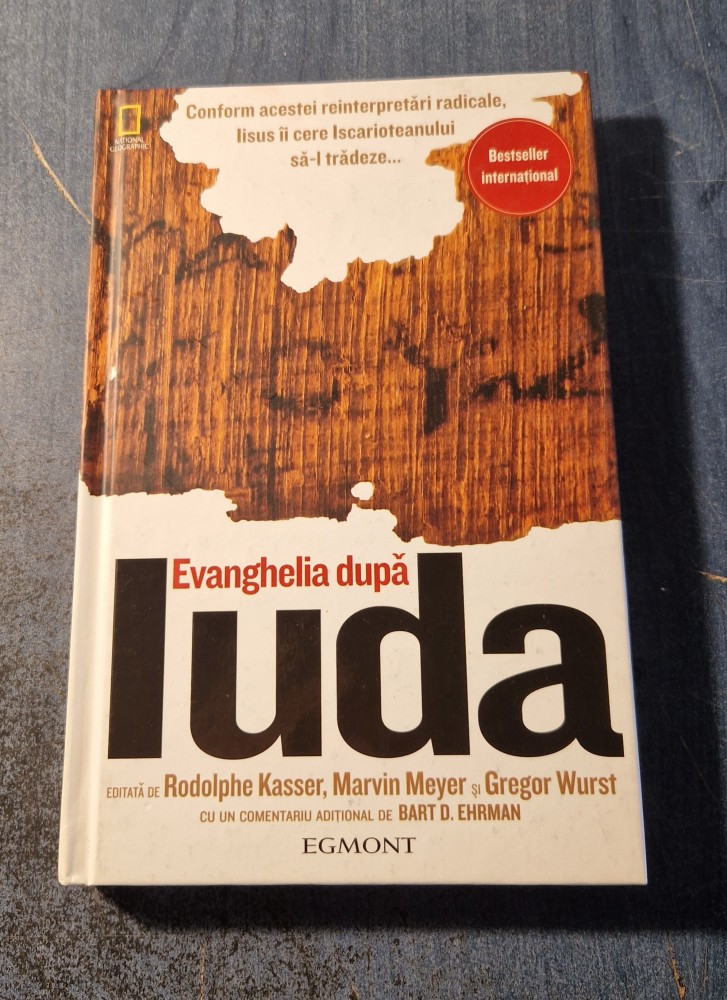 NATIONAL
GEOGRAPHIC
Conform acestei reinterpretări radicale,
Iisus îi cere Iscarioteanului
să-l trădeze...
Bestseller
internațional
Evanghelia după
Iuda
EDITATĂ DE Rodolphe Kasser, Marvin Meyer și Gregor Wurst
CU UN COMENTARIU ADIȚIONAL DE BART D. EHRMAN
EGMONT